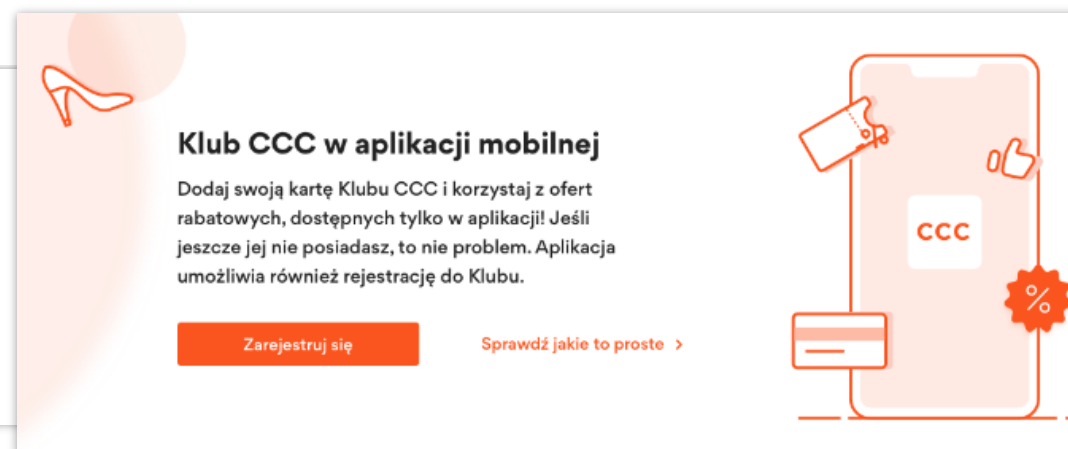 Klub CCC w aplikacji mobilnej
Dodaj swoją kartę Klubu CCC i korzystaj z ofert
rabatowych, dostępnych tylko w aplikacji! Jeśli
jeszcze jej nie posiadasz, to nie problem. Aplikacja
umożliwia również rejestrację do Klubu.
Zarejestruj się
Sprawdź jakie to proste >
CCC
%